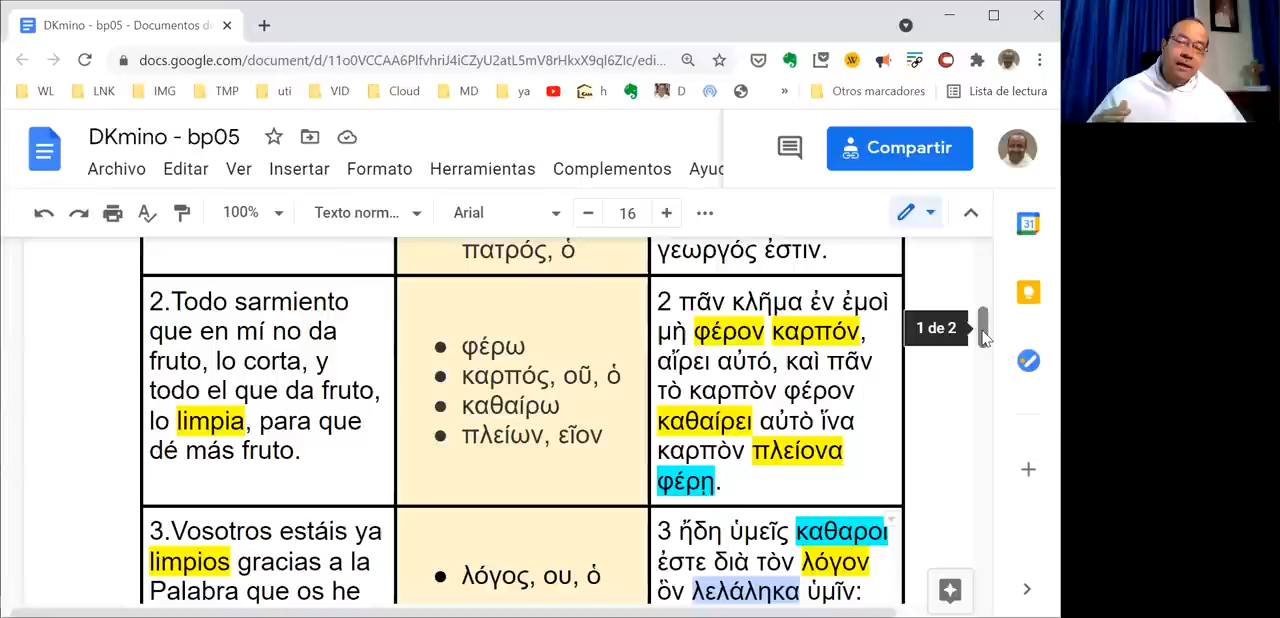 DKmino - bp05 - Documentos d
docs.google.com/document/d/11o0VCCAA6PlfvhriJ4iCZyU2atL5mV8rHkxX9ql6ZIc/edi...
WL LNK IMG TMP uti VID Cloud MD ya h D » Otros marcadores Lista de lectura
DKmino - bp05
Compartir
Archivo Editar Ver Insertar Formato Herramientas Complementos Ayuc
100% Texto norm... Arial − 16 + ...
31
πατρός, ὁ
γεωργός ἐστιν.
2.Todo sarmiento
que en mí no da
fruto, lo corta, y
todo el que da fruto,
lo limpia, para que
dé más fruto.
● φέρω
● καρπός, οῦ, ὁ
● καθαίρω
● πλείων, εῖον
2 πᾶν κλῆμα ἐν ἐμοὶ
μὴ φέρον καρπόν,
αἴρει αὐτό, καὶ πᾶν
τὸ καρπὸν φέρον
καθαίρει αὐτὸ ἵνα
καρπὸν πλείονα
φέρῃ.
1 de 2
3.Vosotros estáis ya
limpios gracias a la
Palabra que os he
● λόγος, ου, ὁ
3 ἤδη ὑμεῖς καθαροι
ἐστε διὰ τὸν λόγον
ὃν λελάληκα ὑμῖν: